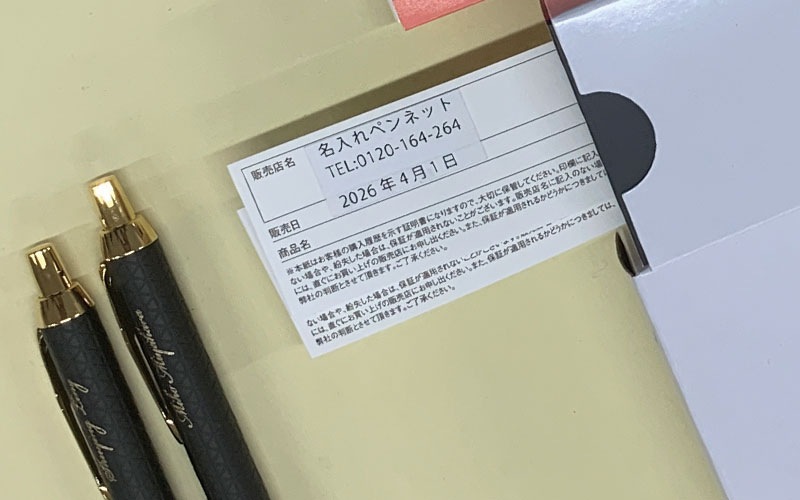 販売店名
名入れペンネット
TEL:0120-164-264
2026年4月1日
販売日
商品名
※本紙はお客様の購入履歴を示す証明書になりますので、大切に保管してください。印欄に記入
ない場合や、紛失した場合は、保証が適用されないことがございます。販売店名に記入のない場
には、直ぐにお買い上げの販売店にお申し出ください。また、保証が適用されるかどうかにつきましては、
弊社の判断とさせて頂きます。ご了承ください。
ない場合や、紛失した場合は、保証が適用されない
には、直ぐにお買い上げの販売店にお申し出ください。また、保証が適用されるかどうかにつきましては、
弊社の判断とさせて頂きます。ご了承ください。